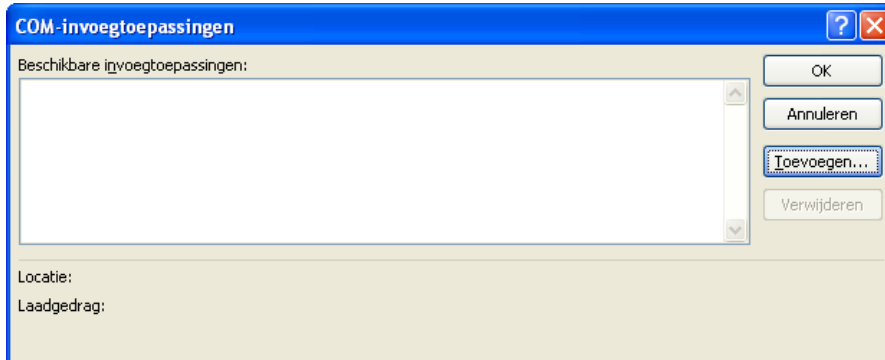 COM-invoegtoepassingen
Beschikbare invoegtoepassingen:
OK
Annuleren
Toevoegen...
Verwijderen
Locatie:
Laadgedrag: